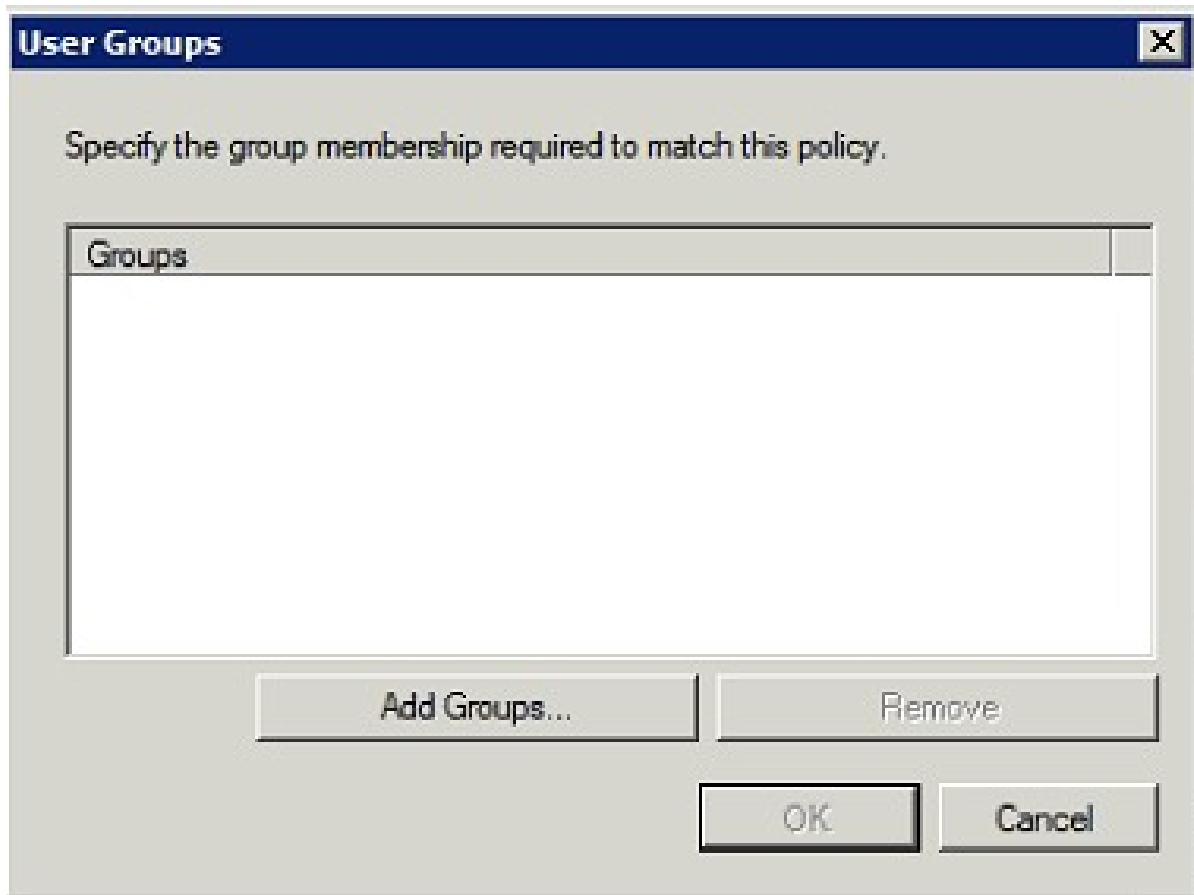 User Groups
Specify the group membership required to match this policy.
Groups
Add Groups...
Remove
OK
Cancel